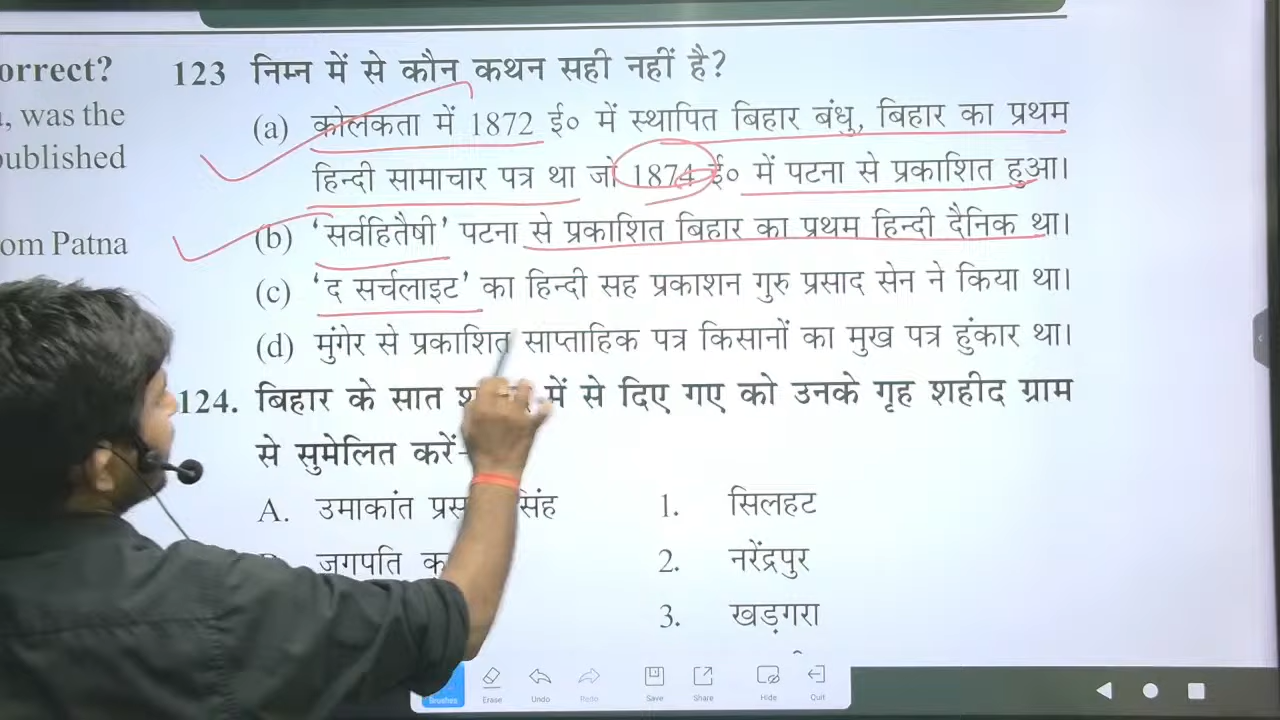 orrect?
, was the
ublished
om Patna
123 निम्न में से कौन कथन सही नहीं है?
(a) कोलकता में 1872 ई० में स्थापित बिहार बंधु, बिहार का प्रथम
हिन्दी सामाचार पत्र था जो 1874 ई० में पटना से प्रकाशित हुआ।
(b) 'सर्वहितैषी' पटना से प्रकाशित बिहार का प्रथम हिन्दी दैनिक था।
(c) 'द सर्चलाइट' का हिन्दी सह प्रकाशन गुरु प्रसाद सेन ने किया था।
(d) मुंगेर से प्रकाशित साप्ताहिक पत्र किसानों का मुख पत्र हुंकार था।
124. बिहार के सात में से दिए गए को उनके गृह शहीद ग्राम
से सुमेलित करें-
A. उमाकांत सिंह 1. सिलहट
जगपति 2. नरेंद्रपुर
3. खड़गरा
Brushes Erase Undo Redo Save Share Hide Quit